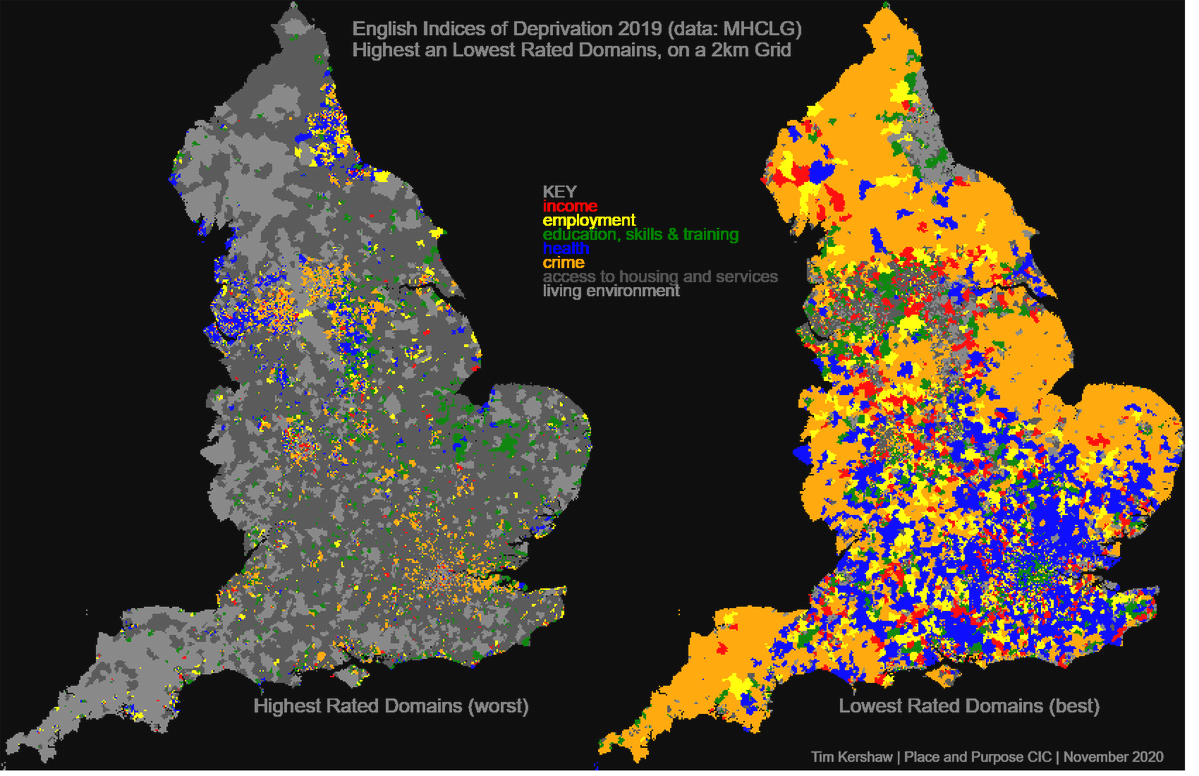 English Indices of Deprivation 2019 (data: MHCLG)
Highest an Lowest Rated Domains, on a 2km Grid
KEY
income
employment
education, skills & training
health
crime
access to housing and services
living environment
Highest Rated Domains (worst)
Lowest Rated Domains (best)
Tim Kershaw | Place and Purpose CIC | November 2020